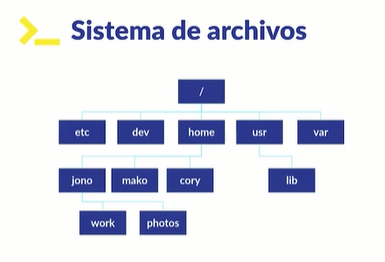 >_ Sistema de archivos
/
etc dev home usr var
jono mako cory lib
work photos